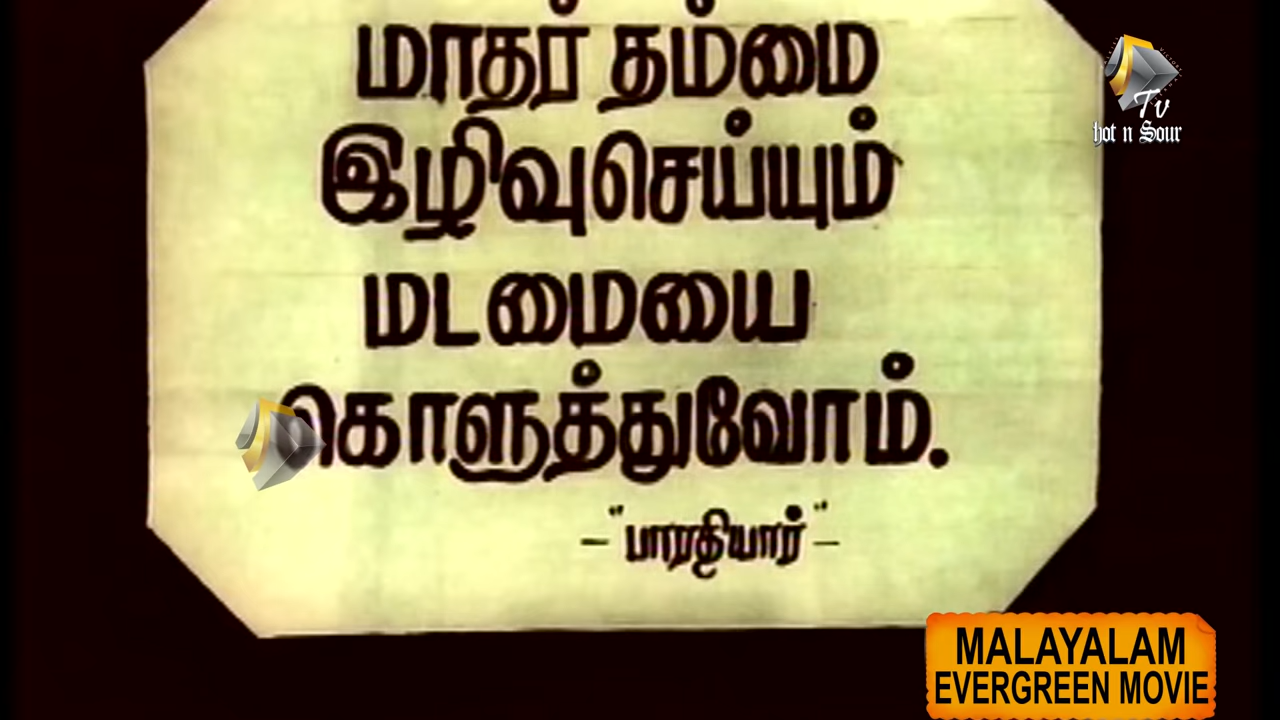 மாதர் தம்மை
இழிவுசெய்யும்
மடமையை
கொளுத்துவோம்.
– "பாரதியார்" –
Tv
hot n Sour
MALAYALAM
EVERGREEN MOVIE